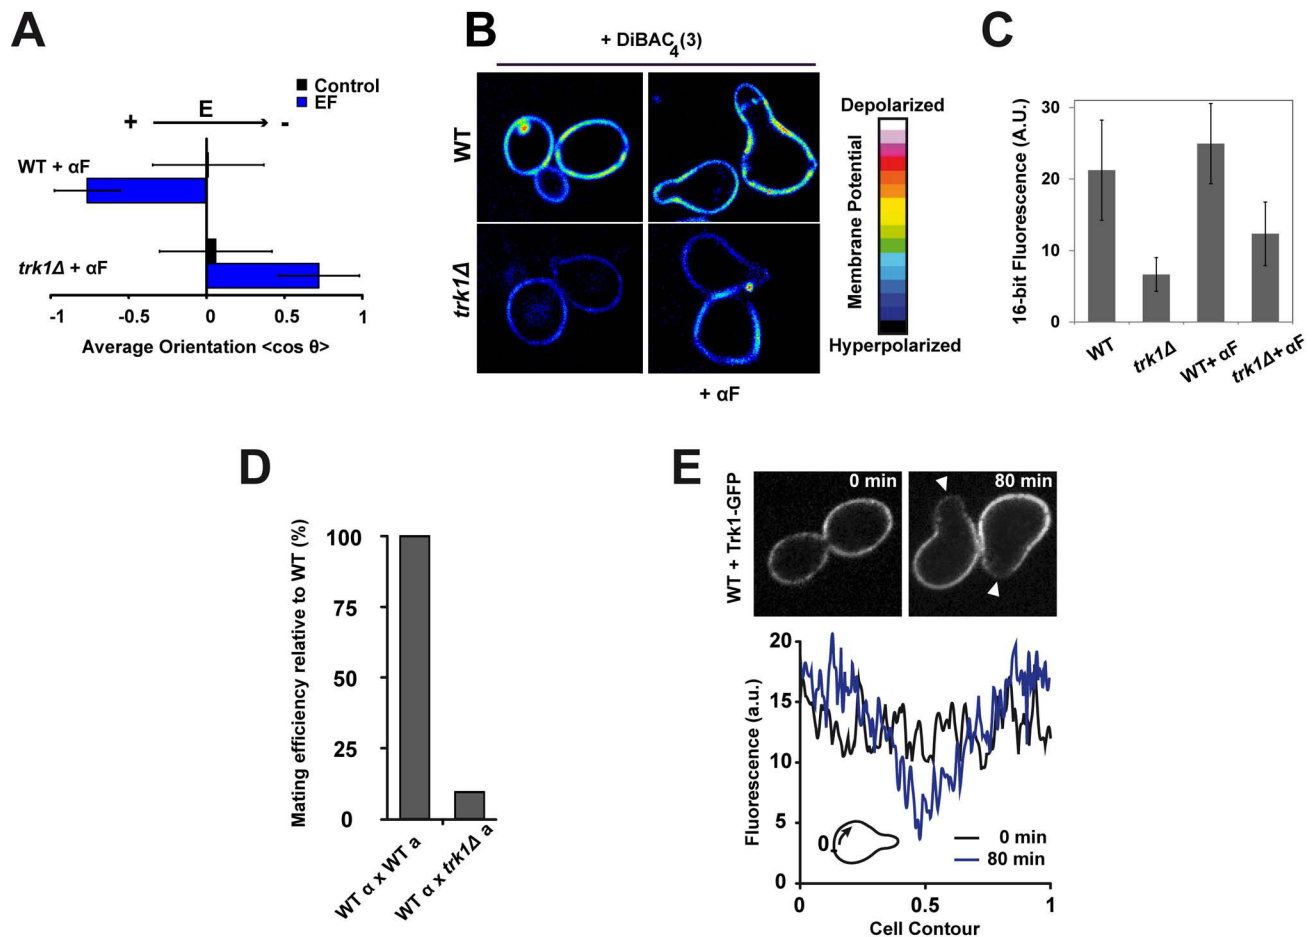 A
Control
EF
E
+
-
WT + αF
trk1Δ + αF
-1
-0.5
0
0.5
1
Average Orientation <cos θ>
B
+ DiBAC4(3)
WT
trk1Δ
+ αF
Depolarized
Membrane Potential
Hyperpolarized
C
16-bit Fluorescence (A.U.)
30
20
10
0
WT
trk1Δ
WT+ αF
trk1Δ+ αF
D
Mating efficiency relative to WT (%)
100
75
50
25
0
WT α x WT a
WT α x trk1Δ a
E
WT + Trk1-GFP
0 min
80 min
Fluorescence (a.u.)
20
15
10
5
0
0
0 min
80 min
0
0.5
1
Cell Contour